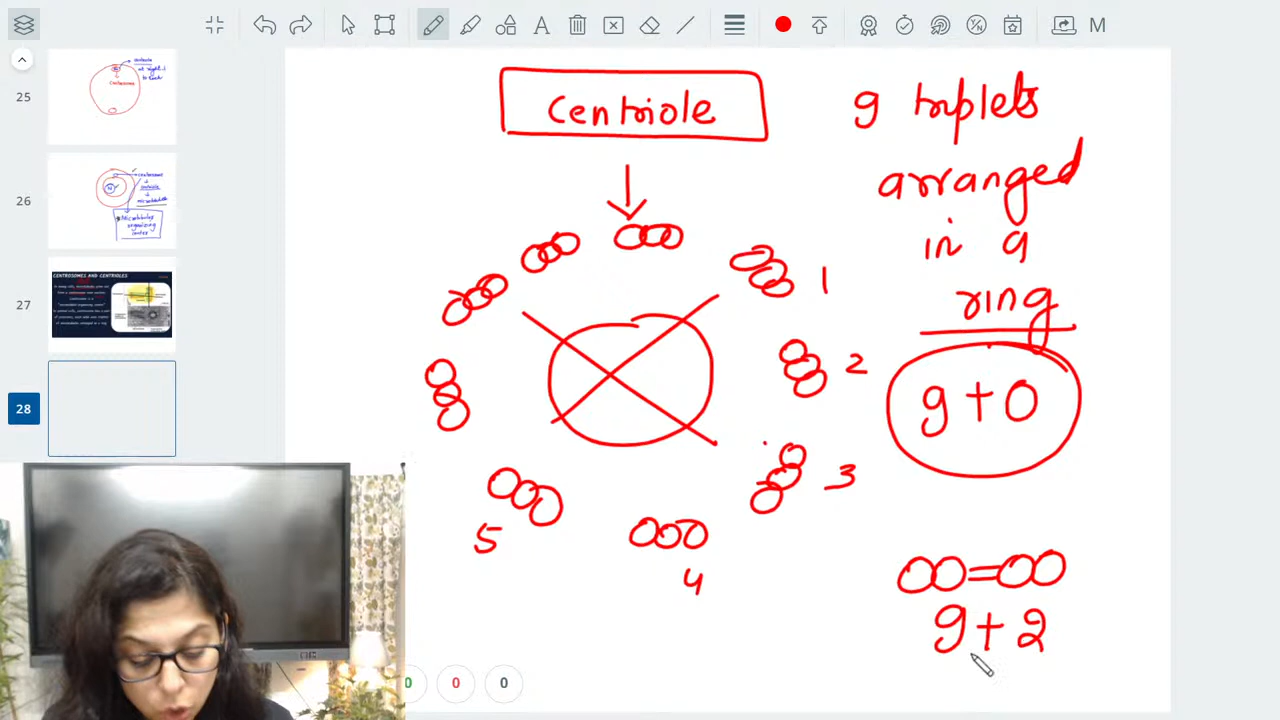 M
25
26
27
28
CENTROSOMES AND CENTRIOLES
Centriole
9 triplets
arranged
in a
ring
9 + 0
1
2
3
4
5
=
9 + 2
0 0 0